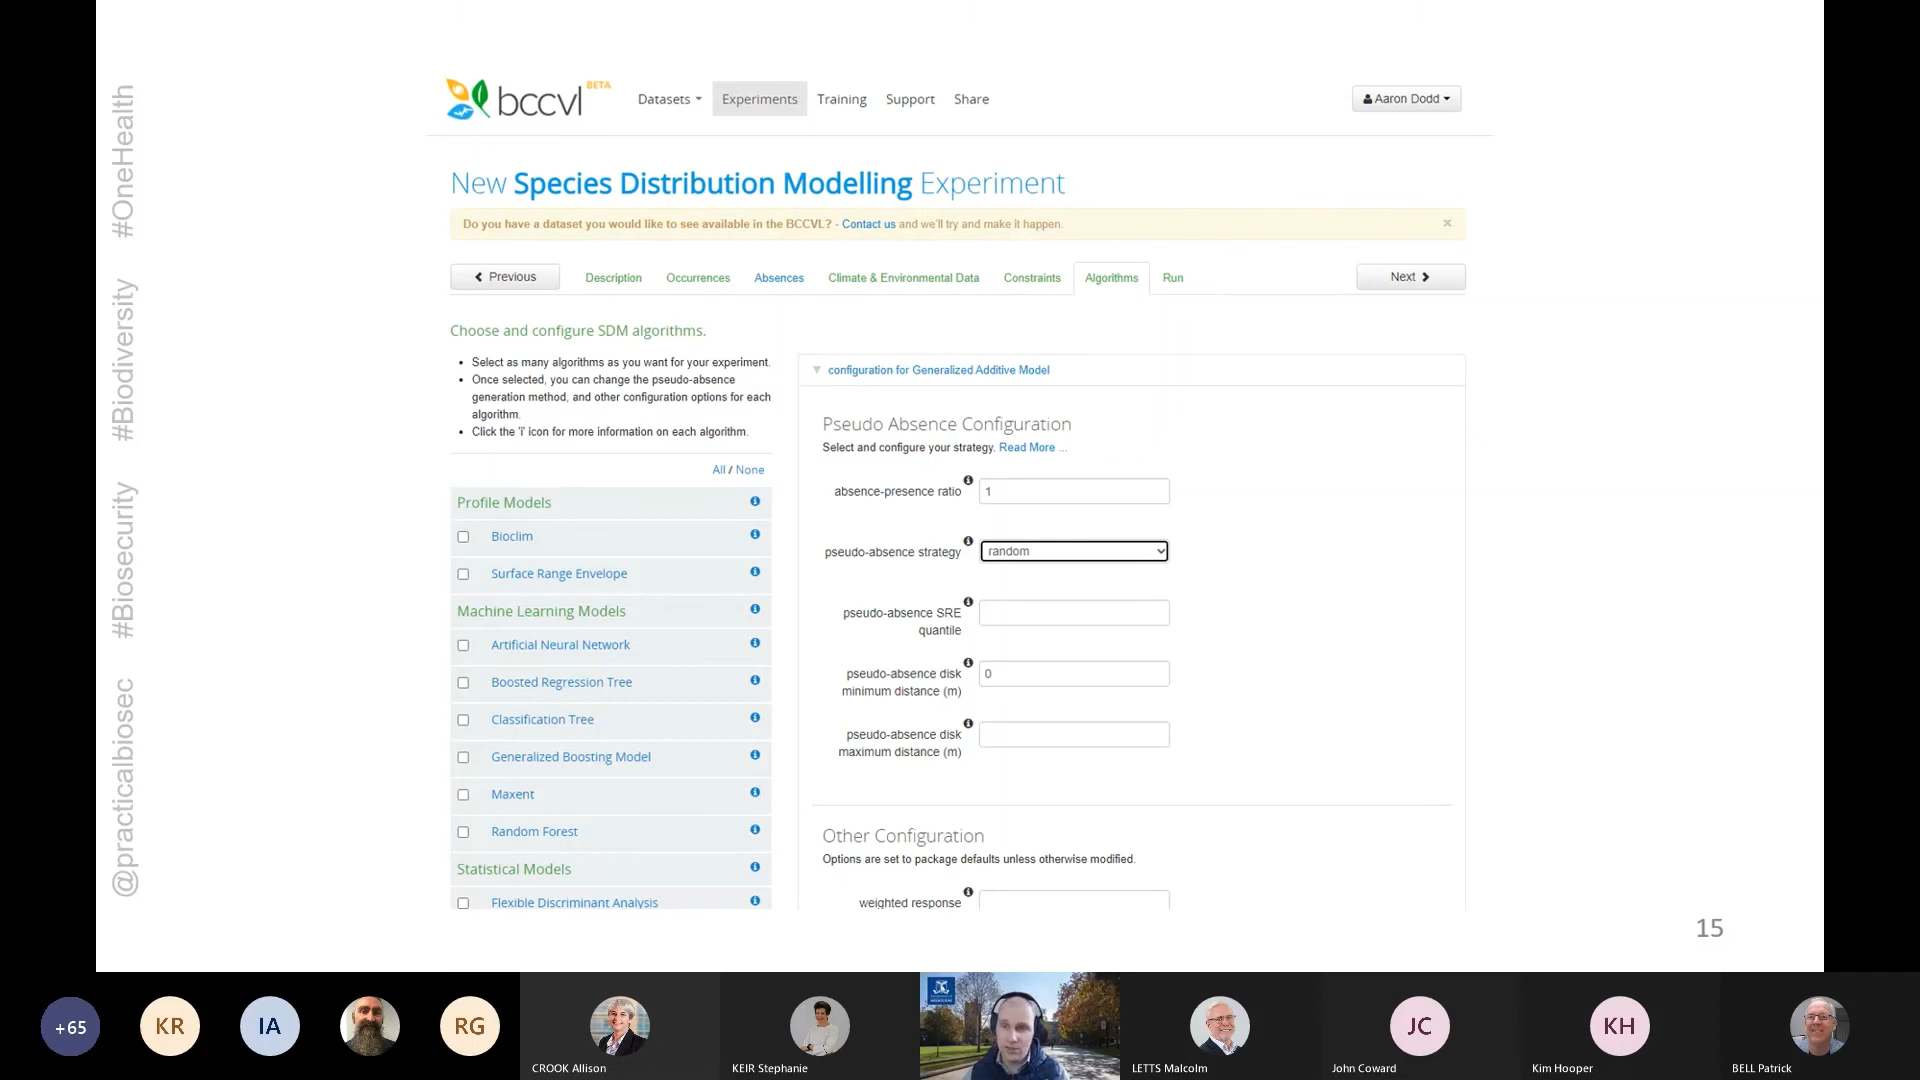 #OneHealth
#Biodiversity
#Biosecurity
@practicalbiosec
bccvl BETA
Datasets
Experiments
Training
Support
Share
Aaron Dodd
New Species Distribution Modelling Experiment
Do you have a dataset you would like to see available in the BCCVL? - Contact us and we'll try and make it happen.
×
Previous
Description
Occurrences
Absences
Climate & Environmental Data
Constraints
Algorithms
Run
Next
Choose and configure SDM algorithms.
• Select as many algorithms as you want for your experiment.
• Once selected, you can change the pseudo-absence
generation method, and other configuration options for each
algorithm.
• Click the 'i' icon for more information on each algorithm.
All / None
Profile Models
Bioclim
Surface Range Envelope
Machine Learning Models
Artificial Neural Network
Boosted Regression Tree
Classification Tree
Generalized Boosting Model
Maxent
Random Forest
Statistical Models
Flexible Discriminant Analysis
configuration for Generalized Additive Model
Pseudo Absence Configuration
Select and configure your strategy. Read More ...
absence-presence ratio
1
pseudo-absence strategy
random
pseudo-absence SRE
quantile
pseudo-absence disk
minimum distance (m)
0
pseudo-absence disk
maximum distance (m)
Other Configuration
Options are set to package defaults unless otherwise modified.
weighted response
15
+65
KR
IA
RG
CROOK Allison
KEIR Stephanie
LETTS Malcolm
JC
John Coward
KH
Kim Hooper
BELL Patrick